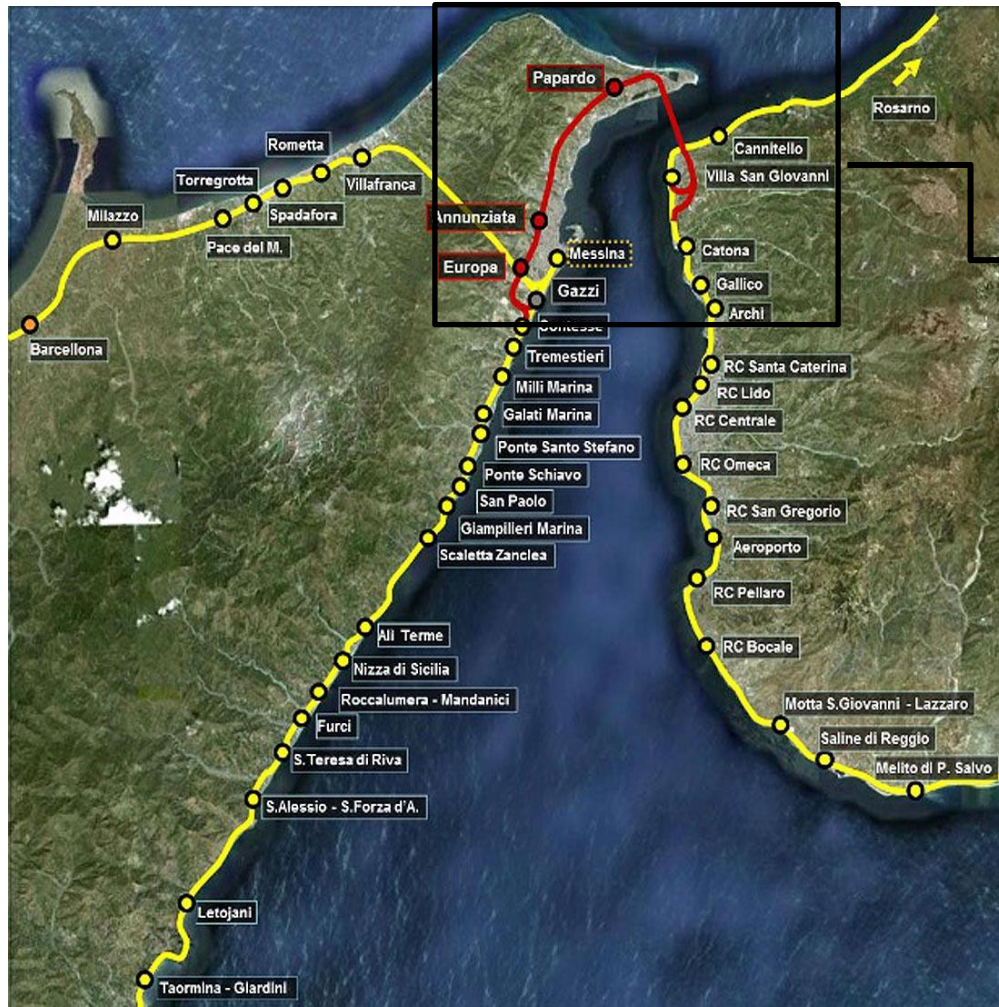 Papardo
Rosarno
Rometta
Cannitello
Villafranca
Villa San Giovanni
Torregrotta
Spadafora
Milazzo
Annunziata
Pace del M.
Messina
Catona
Europa
Gallico
Gazzi
Archi
Contesse
Barcellona
Tremestieri
RC Santa Caterina
Milli Marina
RC Lido
Galati Marina
RC Centrale
Ponte Santo Stefano
RC Omeca
Ponte Schiavo
San Paolo
RC San Gregorio
Giampilieri Marina
Aeroporto
Scaletta Zanclea
RC Pellaro
Alì Terme
RC Bocale
Nizza di Sicilia
Roccalumera - Mandanici
Motta S.Giovanni - Lazzaro
Furci
Saline di Reggio
S.Teresa di Riva
Melito di P. Salvo
S.Alessio - S.Forza d'A.
Letojani
Taormina - Giardini